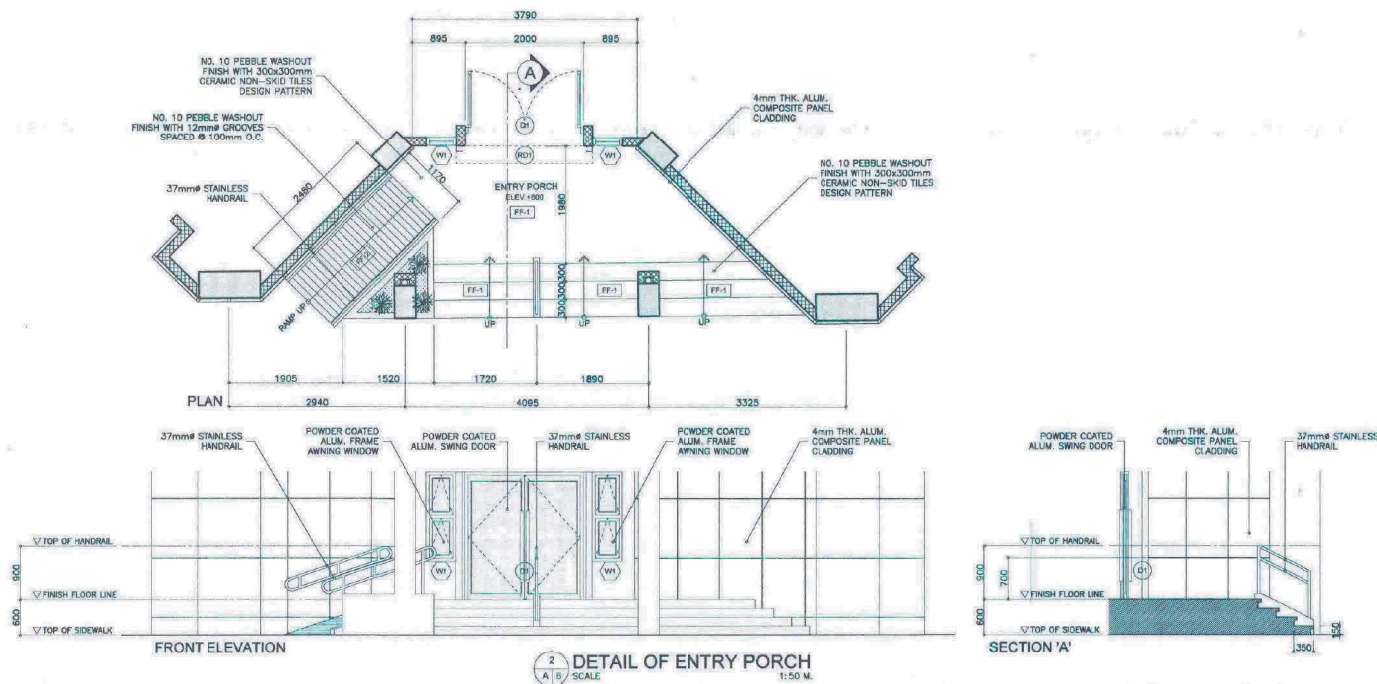 3790
895
2000
895
NO. 10 PEBBLE WASHOUT
FINISH WITH 300x300mm
CERAMIC NON-SKID TILES
DESIGN PATTERN
A
4mm THK. ALUM.
COMPOSITE PANEL
CLADDING
NO. 10 PEBBLE WASHOUT
FINISH WITH 12mmø GROOVES
SPACED @ 100mm O.C.
D1
W1
RD1
W1
NO. 10 PEBBLE WASHOUT
FINISH WITH 300x300mm
CERAMIC NON-SKID TILES
DESIGN PATTERN
37mmø STAINLESS
HANDRAIL
2480
1170
ENTRY PORCH
ELEV.+600
FF-1
1980
FF-2
RAMP UP
FF-1
300
300
300
FF-1
FF-1
UP
UP
UP
1905
1520
1720
1890
PLAN
2940
4095
3325
37mmø STAINLESS
HANDRAIL
POWDER COATED
ALUM. FRAME
AWNING WINDOW
POWDER COATED
ALUM. SWING DOOR
37mmø STAINLESS
HANDRAIL
POWDER COATED
ALUM. FRAME
AWNING WINDOW
4mm THK. ALUM.
COMPOSITE PANEL
CLADDING
TOP OF HANDRAIL
900
FINISH FLOOR LINE
600
TOP OF SIDEWALK
W1
D1
W1
FRONT ELEVATION
POWDER COATED
ALUM. SWING DOOR
4mm THK. ALUM.
COMPOSITE PANEL
CLADDING
37mmø STAINLESS
HANDRAIL
TOP OF HANDRAIL
900
700
D1
FINISH FLOOR LINE
600
TOP OF SIDEWALK
150
350
SECTION 'A'
2
A 6
DETAIL OF ENTRY PORCH
SCALE
1:50 M.